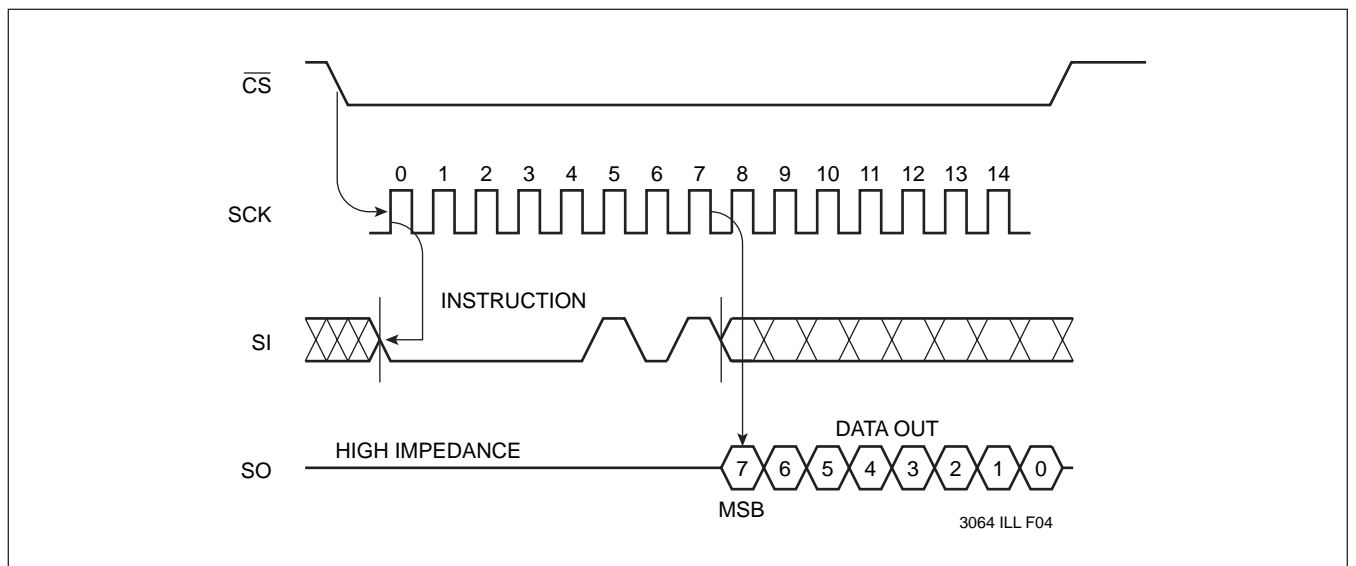 CS
0 1 2 3 4 5 6 7 8 9 10 11 12 13 14
SCK
INSTRUCTION
SI
DATA OUT
HIGH IMPEDANCE
SO
7 6 5 4 3 2 1 0
MSB
3064 ILL F04